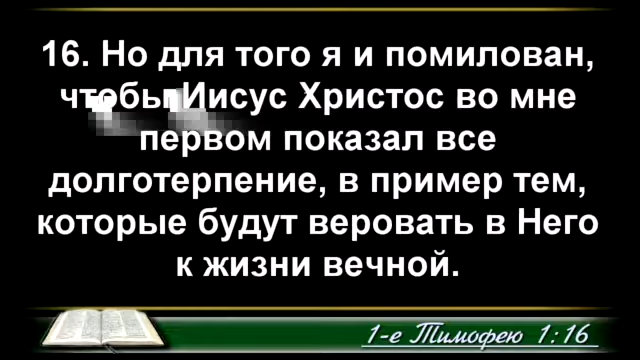 16. Но для того я и помилован,
чтобы Иисус Христос во мне
первом показал все
долготерпение, в пример тем,
которые будут веровать в Него
к жизни вечной.
1-е Тимофею 1:16